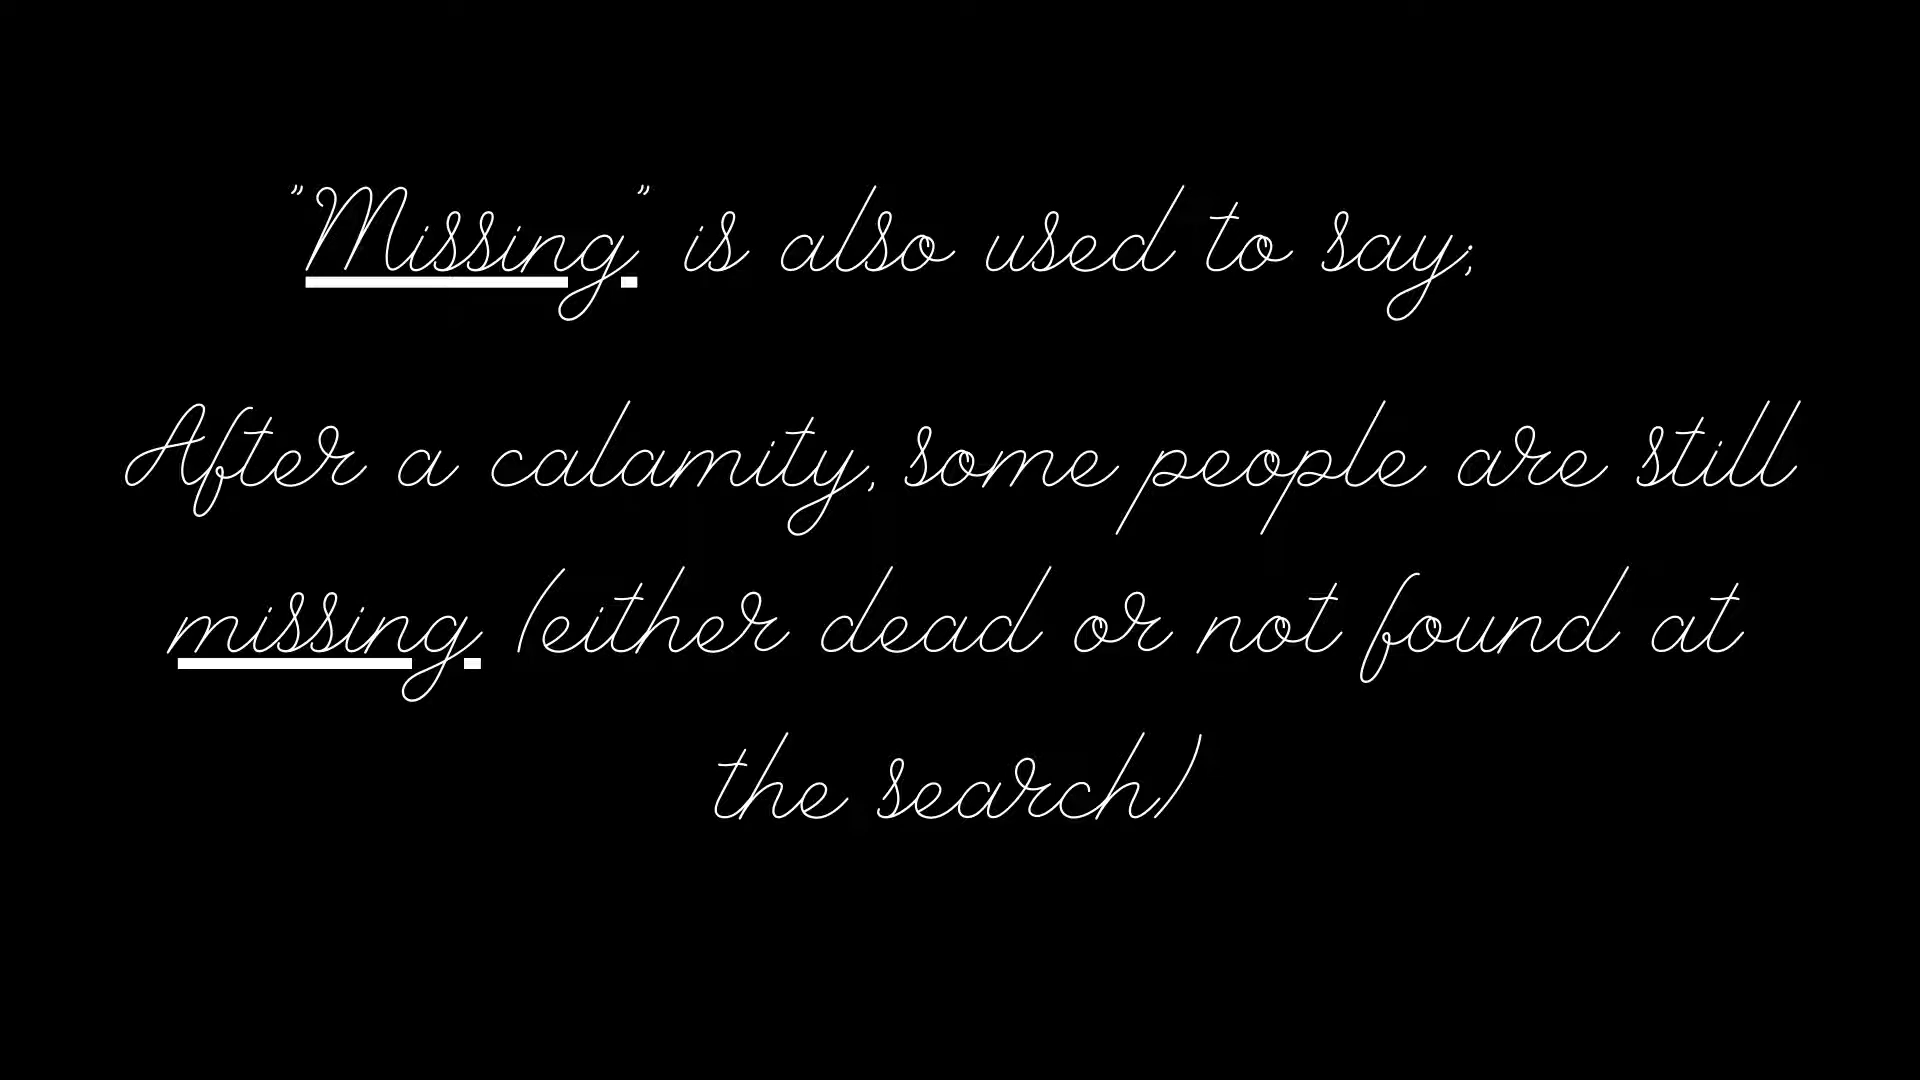 "Missing" is also used to say;
After a calamity, some people are still
missing (either dead or not found at
the search)